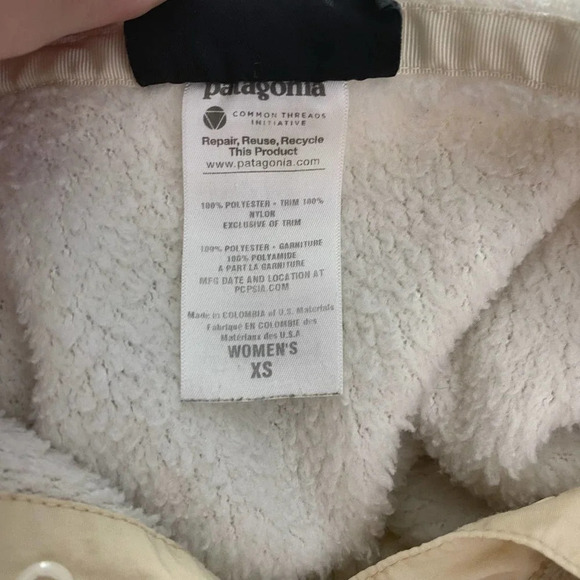 patagonia
COMMON THREADS
INITIATIVE
Repair, Reuse, Recycle
This Product
www.patagonia.com
100% POLYESTER - TRIM 100%
NYLOR
EXCLUSIVE OF TRIM
100% POLYESTER - GARNITURE
100% POLYAMIDE
A PART LA GARNITURE
MFG DATE AND LOCATION AT
PCPSIA.COM
Made in COLOMBIA of U.S. Materials
Fabriqué EN COLOMBIE des
Matérians des U.S.A
WOMEN'S
XS